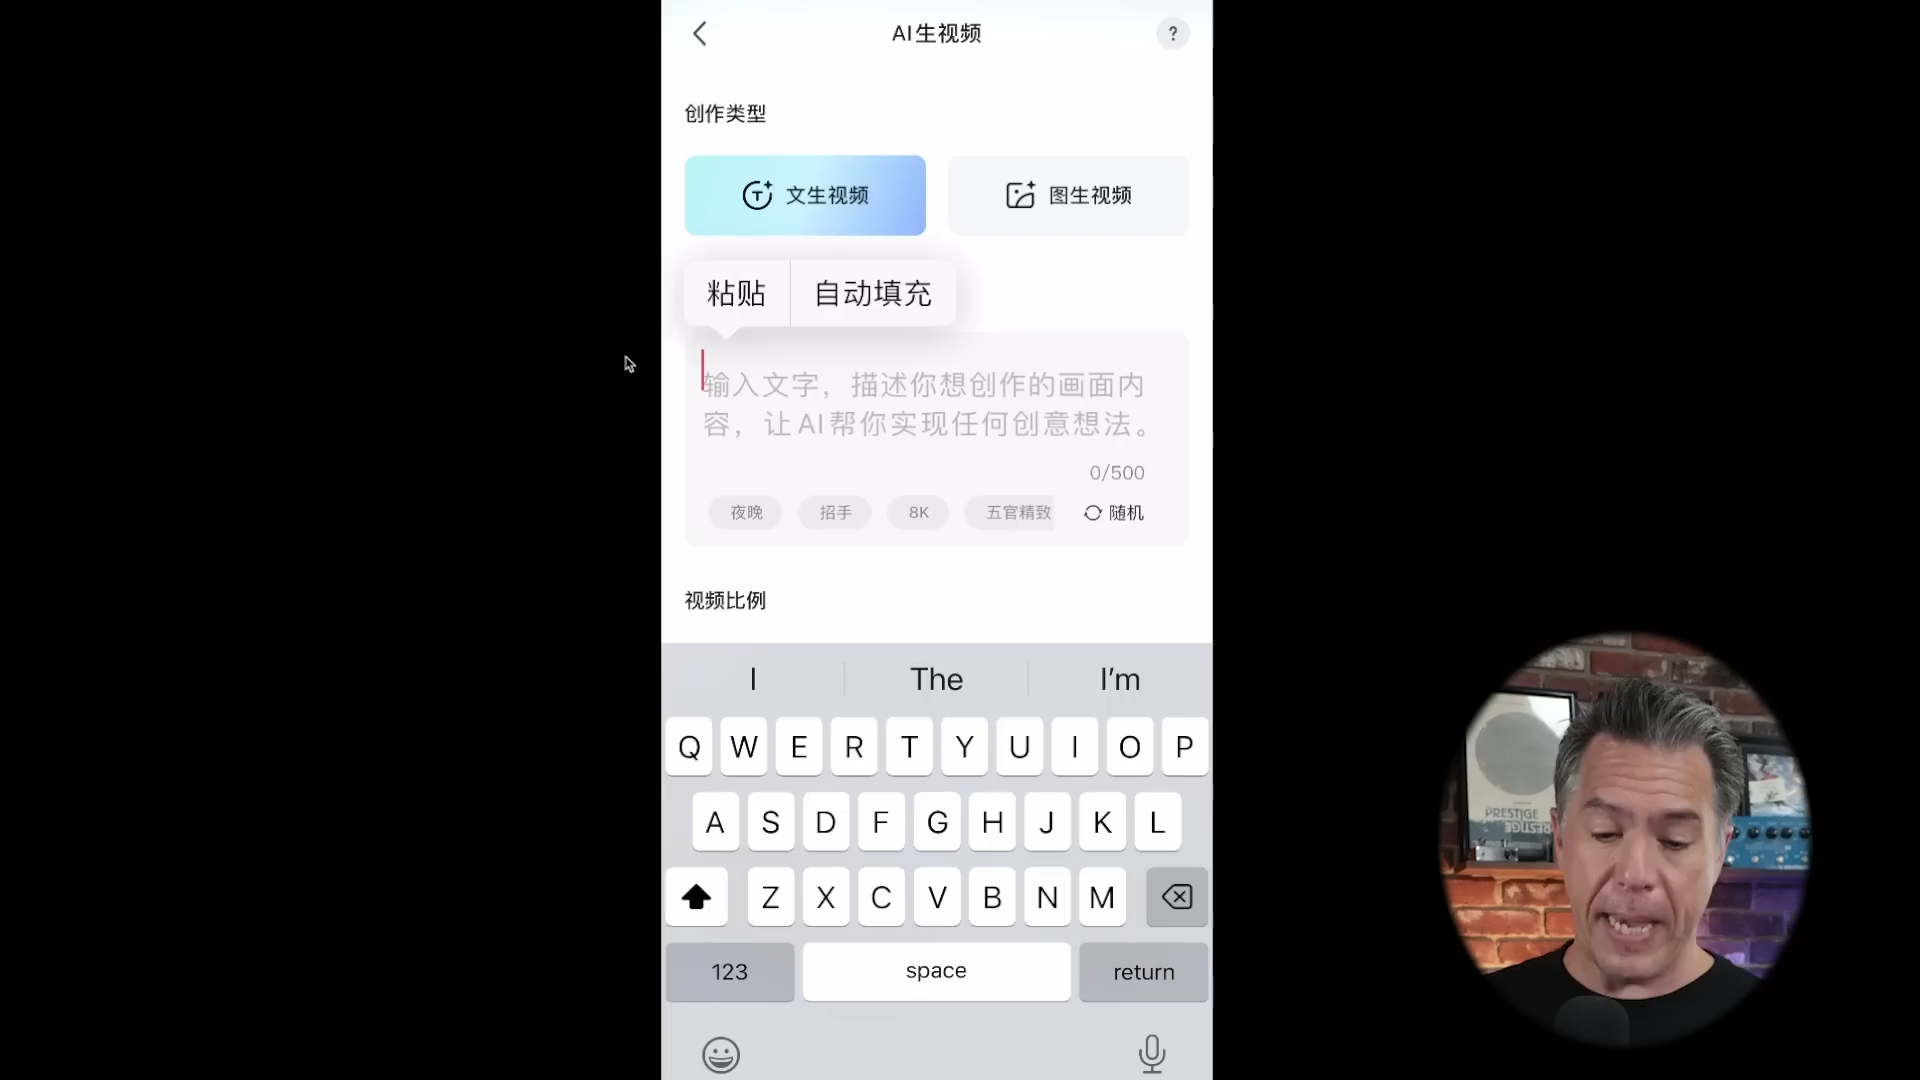 AI生视频
?
创作类型
文生视频
图生视频
粘贴
自动填充
输入文字，描述你想创作的画面内
容，让AI帮你实现任何创意想法。
0/500
夜晚
招手
8K
五官精致
随机
视频比例
I
The
I'm
Q W E R T Y U I O P
A S D F G H J K L
Z X C V B N M
123
space
return
PRESTIGE